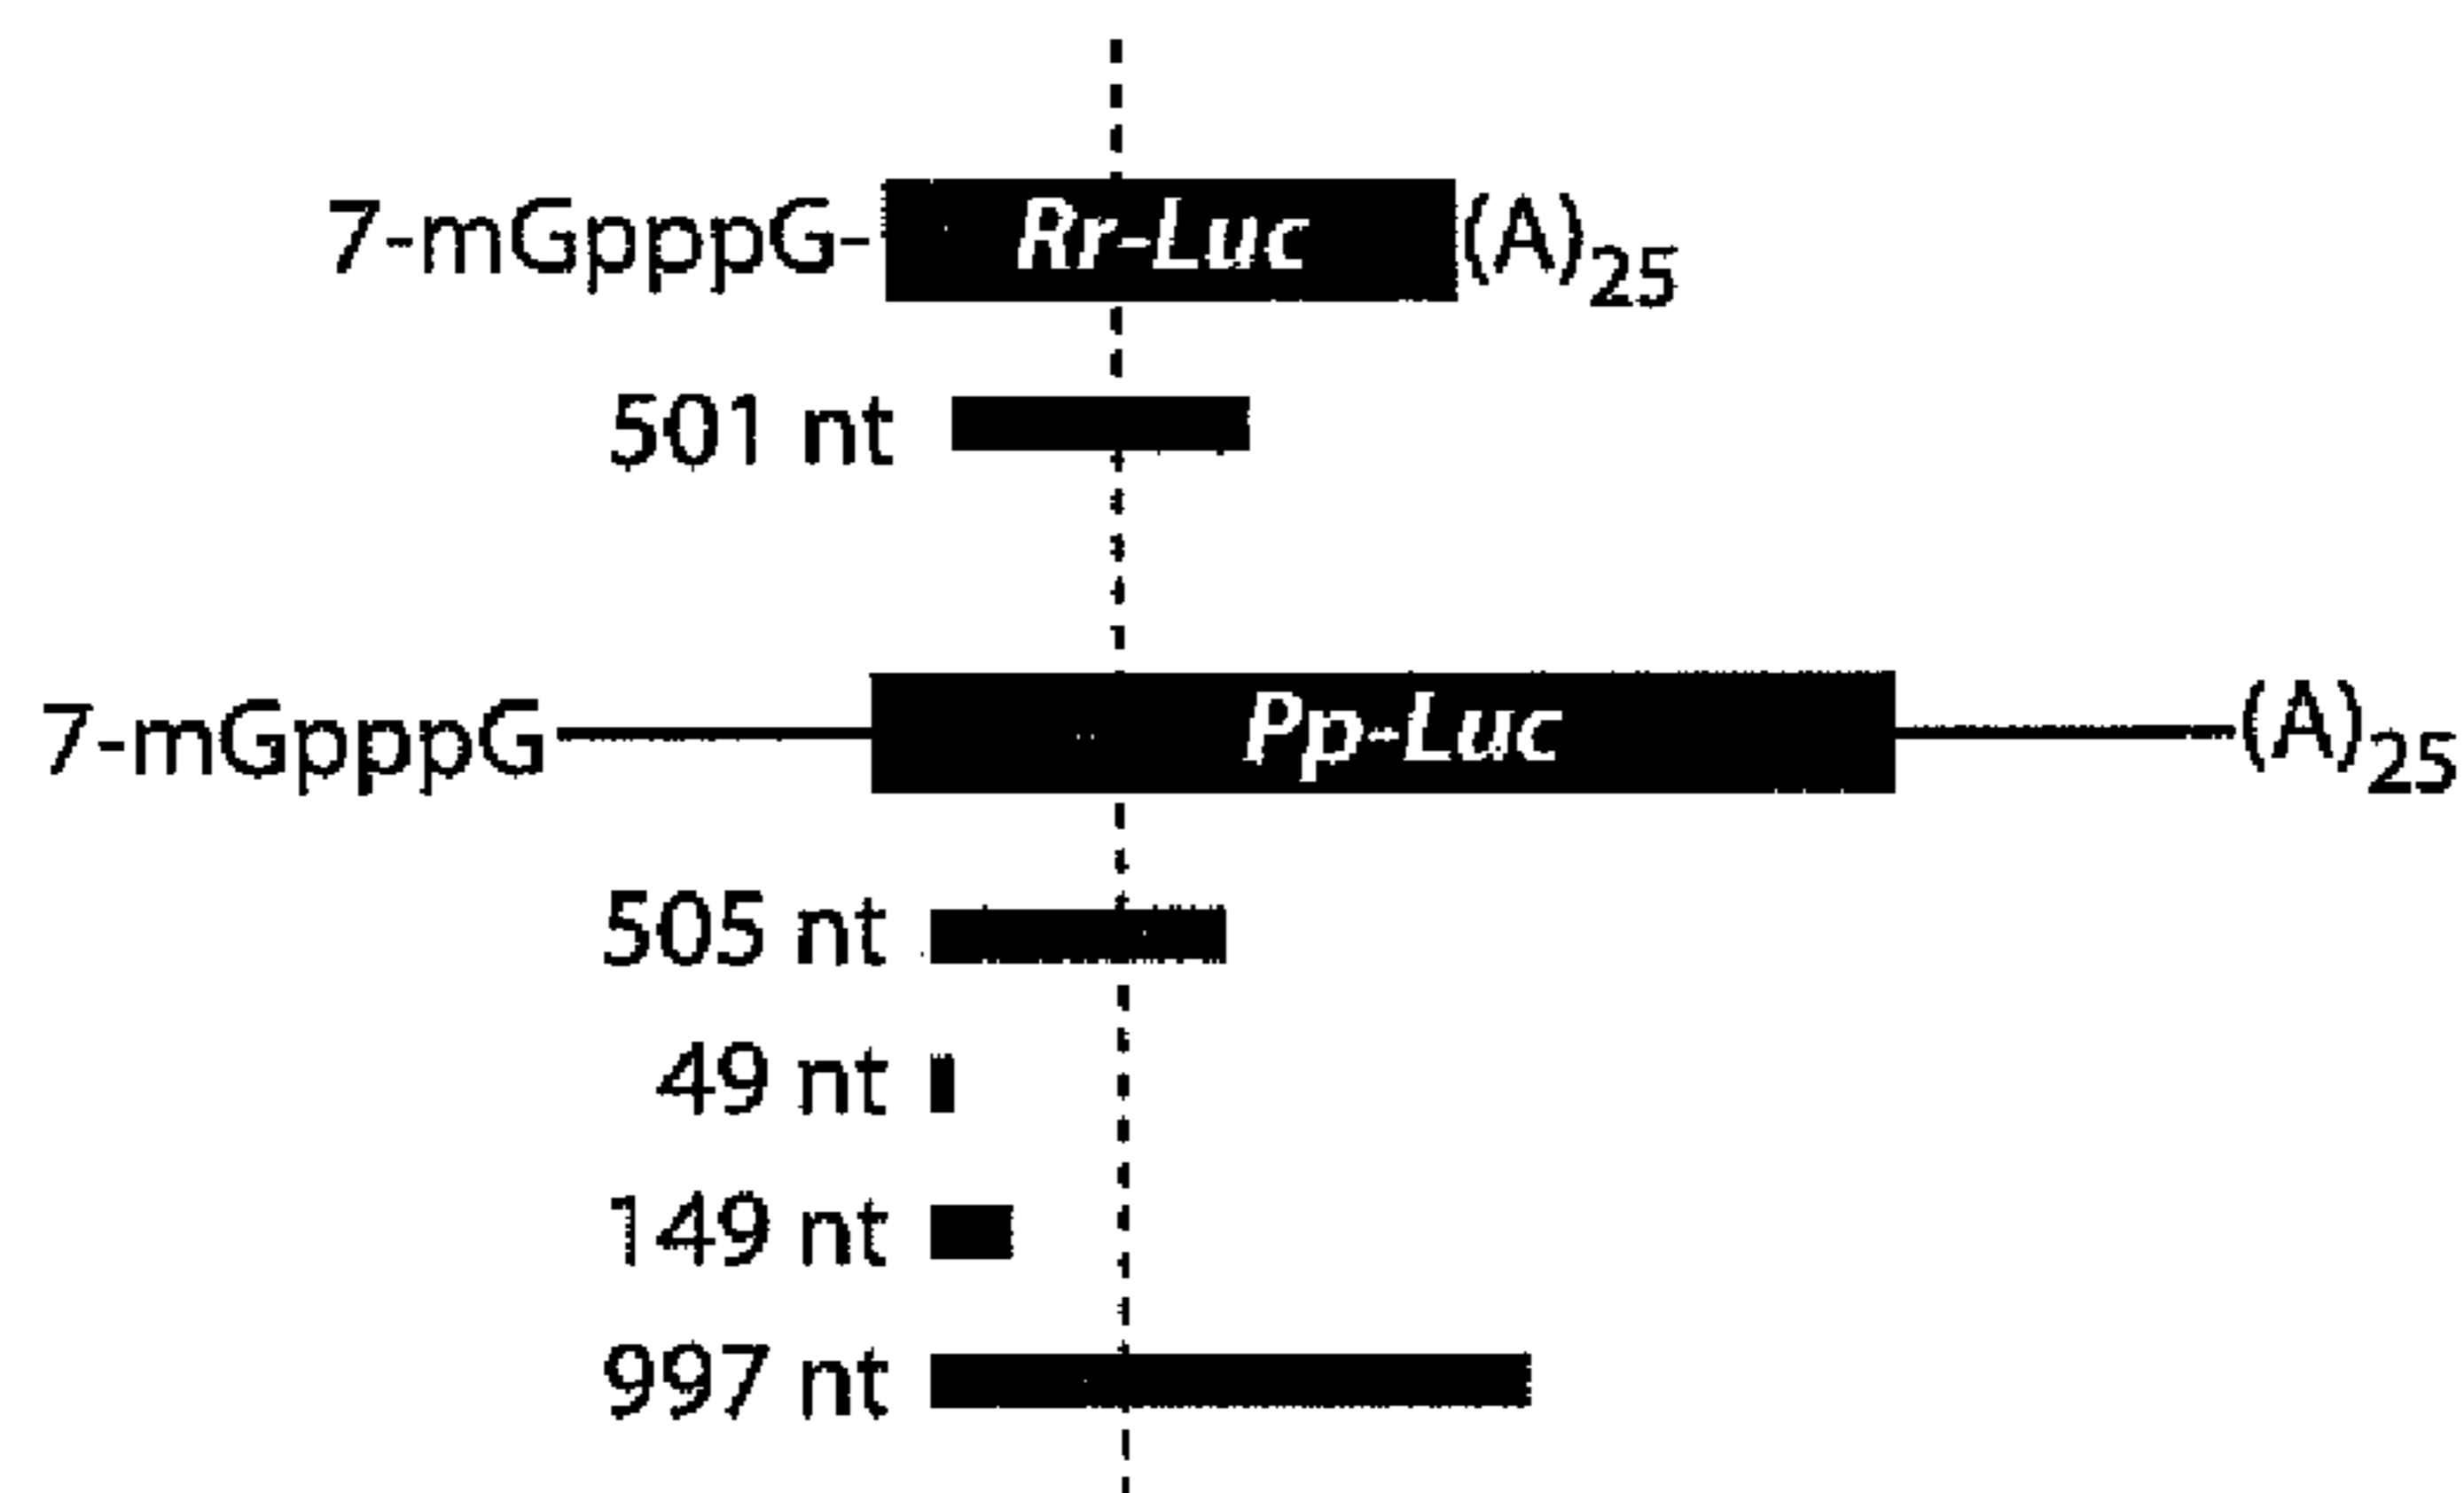 7-mGpppG- Rr-Luc (A)25
501 nt
7-mGpppG Pp-Luc (A)25
505 nt
49 nt
149 nt
997 nt